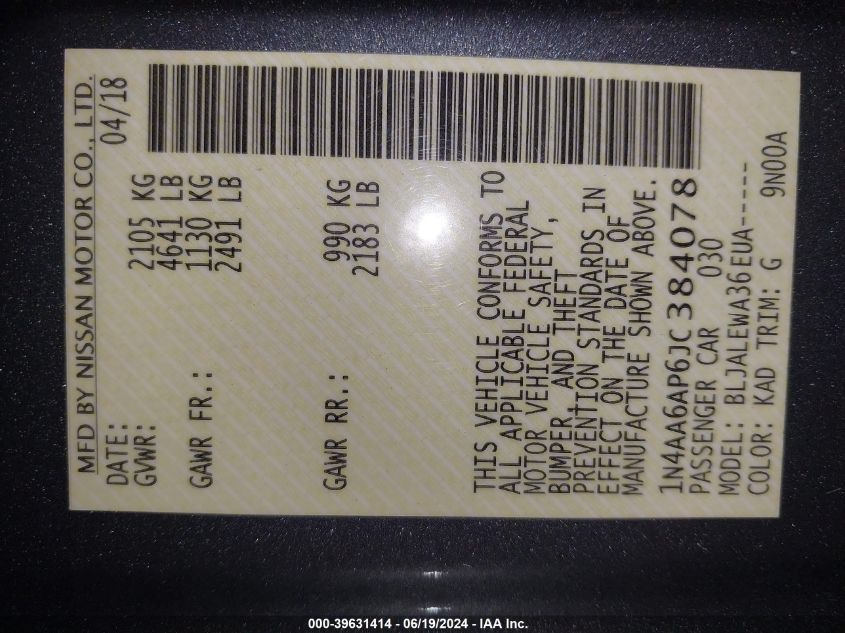 MFD BY NISSAN MOTOR CO., LTD.
DATE: 04/18
GVWR: 2105 KG
4641 LB
GAWR FR.: 1130 KG
2491 LB
GAWR RR.: 990 KG
2183 LB
THIS VEHICLE CONFORMS TO
ALL APPLICABLE FEDERAL
MOTOR VEHICLE SAFETY,
BUMPER, AND THEFT
PREVENTION STANDARDS IN
EFFECT ON THE DATE OF
MANUFACTURE SHOWN ABOVE.
1N4AA6AP6JC384078
PASSENGER CAR 030
MODEL: BLJALEWA36EUA-----
COLOR: KAD TRIM: G 9N00A
000-39631414 - 06/19/2024 - IAA Inc.